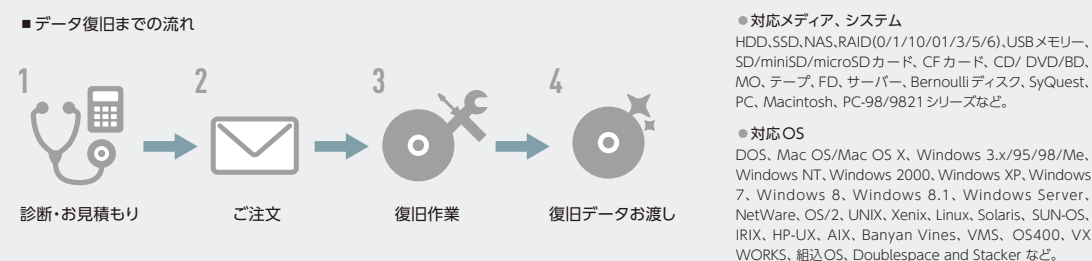 ■データ復旧までの流れ
1
2
3
4
診断・お見積もり
ご注文
復旧作業
復旧データお渡し
●対応メディア、システム
HDD、SSD、NAS、RAID(0/1/10/01/3/5/6)、USBメモリー、
SD/miniSD/microSDカード、CFカード、CD/ DVD/BD、
MO、テープ、FD、サーバー、Bernoulliディスク、SyQuest、
PC、Macintosh、PC-98/9821シリーズなど。
●対応OS
DOS、Mac OS/Mac OS X、Windows 3.x/95/98/Me、
Windows NT、Windows 2000、Windows XP、Windows
7、Windows 8、Windows 8.1、Windows Server、
NetWare、OS/2、UNIX、Xenix、Linux、Solaris、SUN-OS、
IRIX、HP-UX、AIX、Banyan Vines、VMS、OS400、VX
WORKS、組込OS、Doublespace and Stacker など。